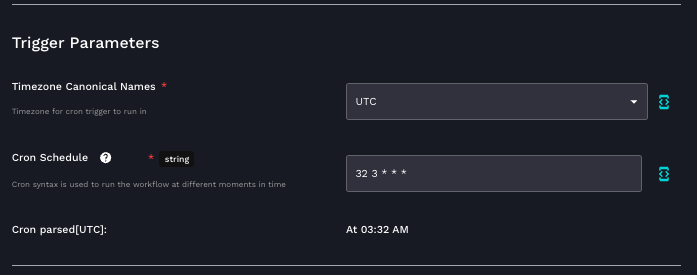 Trigger Parameters
Timezone Canonical Names *
UTC
Timezone for cron trigger to run in
Cron Schedule ? * string
32 3 * * *
Cron syntax is used to run the workflow at different moments in time
Cron parsed[UTC]: At 03:32 AM